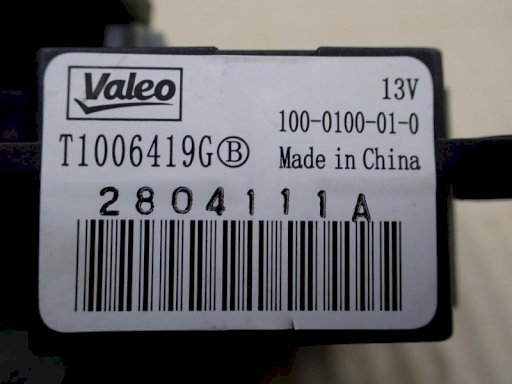 Valeo
13V
100-0100-01-0
T1006419GⒷ
Made in China
2804111A